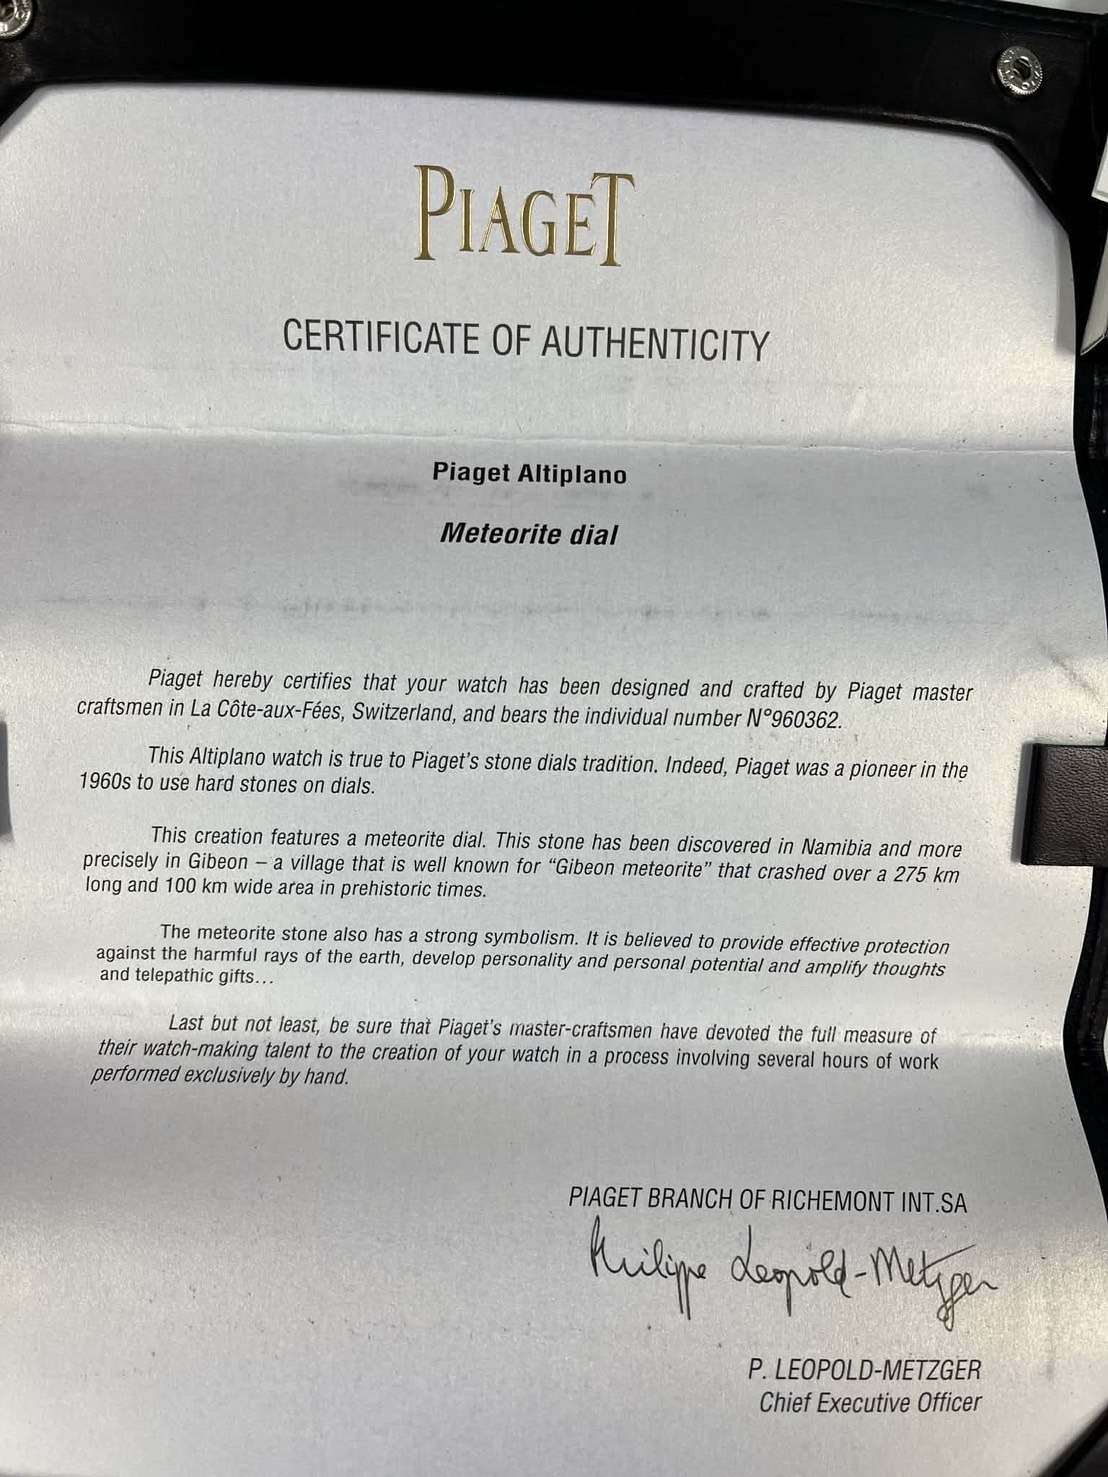 PIAGET
CERTIFICATE OF AUTHENTICITY
Piaget Altiplano
Meteorite dial
Piaget hereby certifies that your watch has been designed and crafted by Piaget master
craftsmen in La Côte-aux-Fées, Switzerland, and bears the individual number N°960362.
This Altiplano watch is true to Piaget's stone dials tradition. Indeed, Piaget was a pioneer in the
1960s to use hard stones on dials.
This creation features a meteorite dial. This stone has been discovered in Namibia and more
precisely in Gibeon – a village that is well known for “Gibeon meteorite” that crashed over a 275 km
long and 100 km wide area in prehistoric times.
The meteorite stone also has a strong symbolism. It is believed to provide effective protection
against the harmful rays of the earth, develop personality and personal potential and amplify thoughts
and telepathic gifts…
Last but not least, be sure that Piaget's master-craftsmen have devoted the full measure of
their watch-making talent to the creation of your watch in a process involving several hours of work
performed exclusively by hand.
PIAGET BRANCH OF RICHEMONT INT.SA
Philippe Leopold-Metzger
P. LEOPOLD-METZGER
Chief Executive Officer